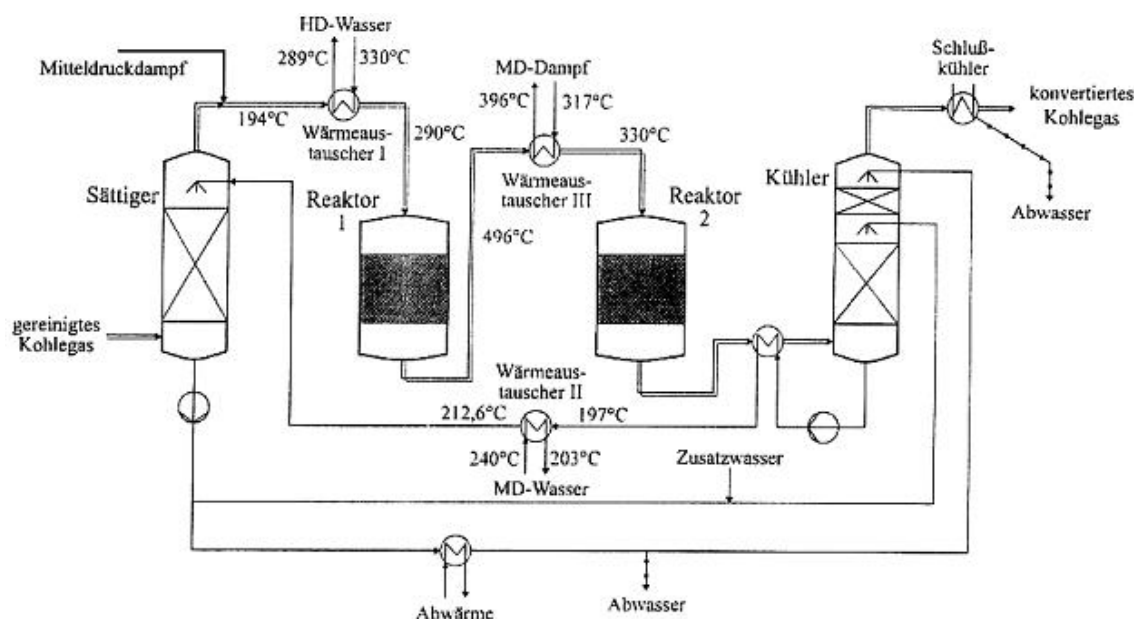 HD-Wasser
289°C
330°C
Mitteldruckdampf
194°C
Wärmeaus-
tauscher I
290°C
MD-Dampf
396°C
317°C
330°C
Wärmeaus-
tauscher III
Schluß-
kühler
konvertiertes
Kohlegas
Abwasser
Sättiger
Reaktor
1
496°C
Reaktor
2
Kühler
gereinigtes
Kohlegas
Wärmeaus-
tauscher II
212,6°C
197°C
240°C
203°C
MD-Wasser
Zusatzwasser
Abwärme
Abwasser